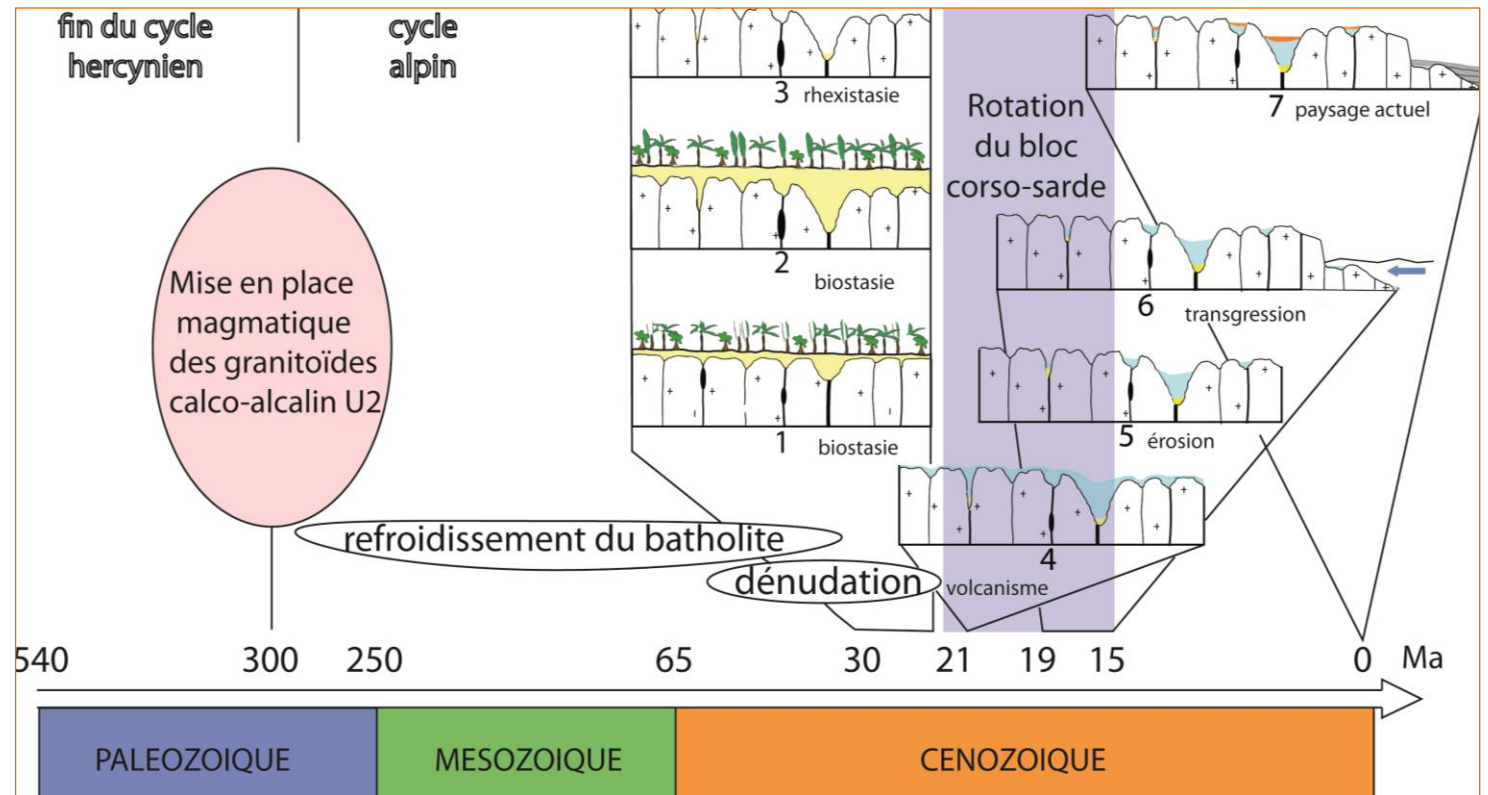 fin du cycle
hercynien
cycle
alpin
3 rhexistasie
2
biostasie
1 biostasie
Rotation
du bloc
corso-sarde
7 paysage actuel
6
transgression
5 érosion
4
volcanisme
Mise en place
magmatique
des granitoïdes
calco-alcalin U2
refroidissement du batholite
dénudation
540 300 250 65 30 21 19 15 0 Ma
PALEOZOIQUE MESOZOIQUE CENOZOIQUE